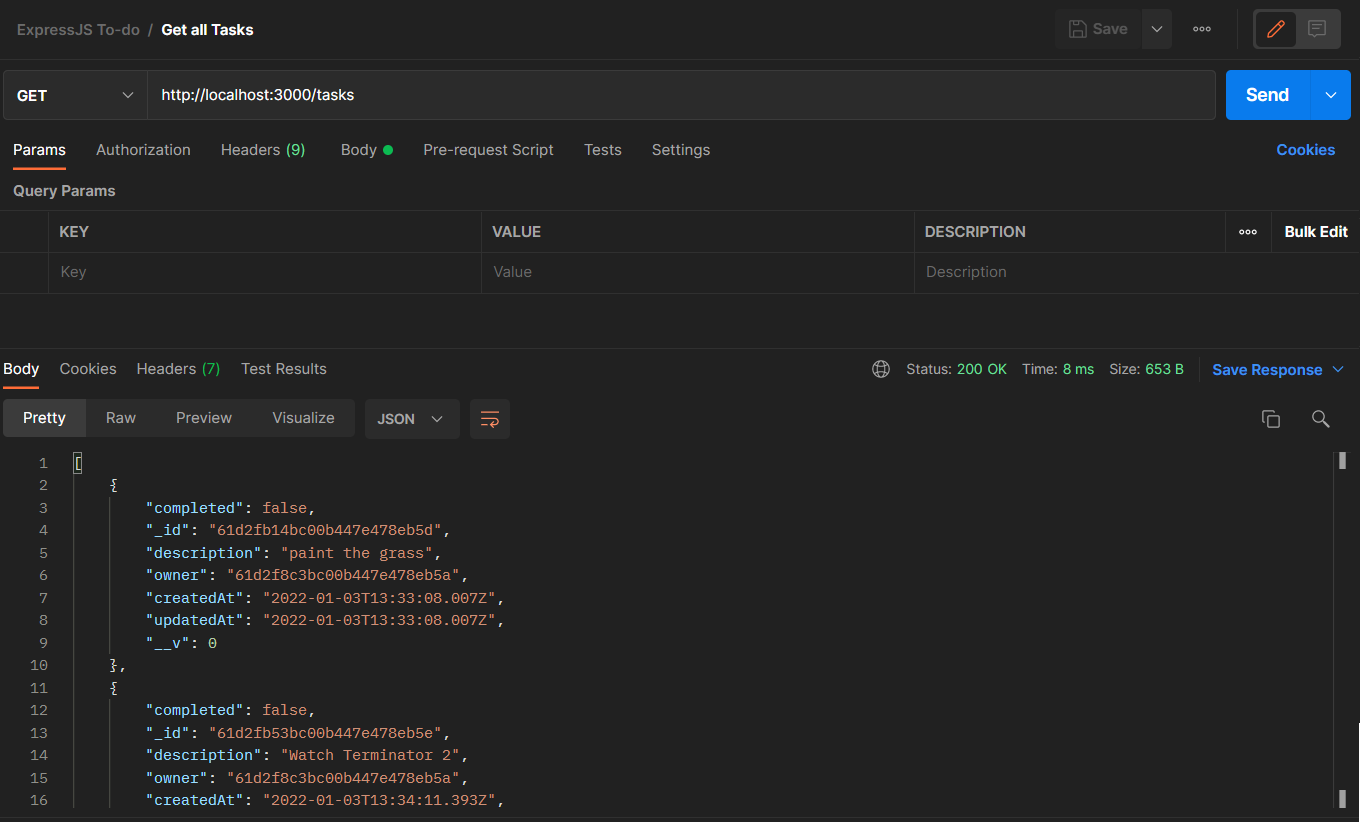 ExpressJS To-do / Get all Tasks Save
GET http://localhost:3000/tasks Send
Params Authorization Headers (9) Body Pre-request Script Tests Settings Cookies
Query Params
KEY VALUE DESCRIPTION Bulk Edit
Key Value Description
Body Cookies Headers (7) Test Results Status: 200 OK Time: 8 ms Size: 653 B Save Response
Pretty Raw Preview Visualize JSON
1 [
2 {
3 "completed": false,
4 "_id": "61d2fb14bc00b447e478eb5d",
5 "description": "paint the grass",
6 "owner": "61d2f8c3bc00b447e478eb5a",
7 "createdAt": "2022-01-03T13:33:08.007Z",
8 "updatedAt": "2022-01-03T13:33:08.007Z",
9 "__v": 0
10 },
11 {
12 "completed": false,
13 "_id": "61d2fb53bc00b447e478eb5e",
14 "description": "Watch Terminator 2",
15 "owner": "61d2f8c3bc00b447e478eb5a",
16 "createdAt": "2022-01-03T13:34:11.393Z",